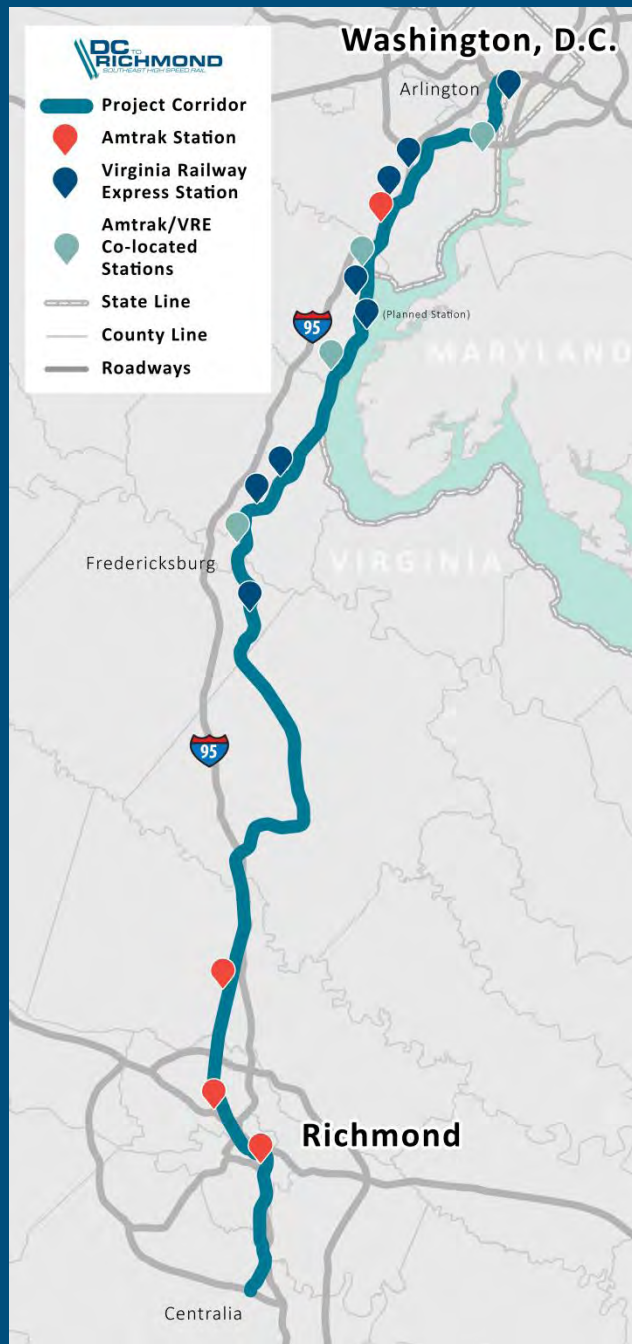 DC TO
RICHMOND
SOUTHEAST HIGH SPEED RAIL
Project Corridor
Amtrak Station
Virginia Railway
Express Station
Amtrak/VRE
Co-located
Stations
State Line
County Line
Roadways
Washington, D.C.
Arlington
(Planned Station)
95
MARYLAND
Fredericksburg
VIRGINIA
95
Richmond
Centralia